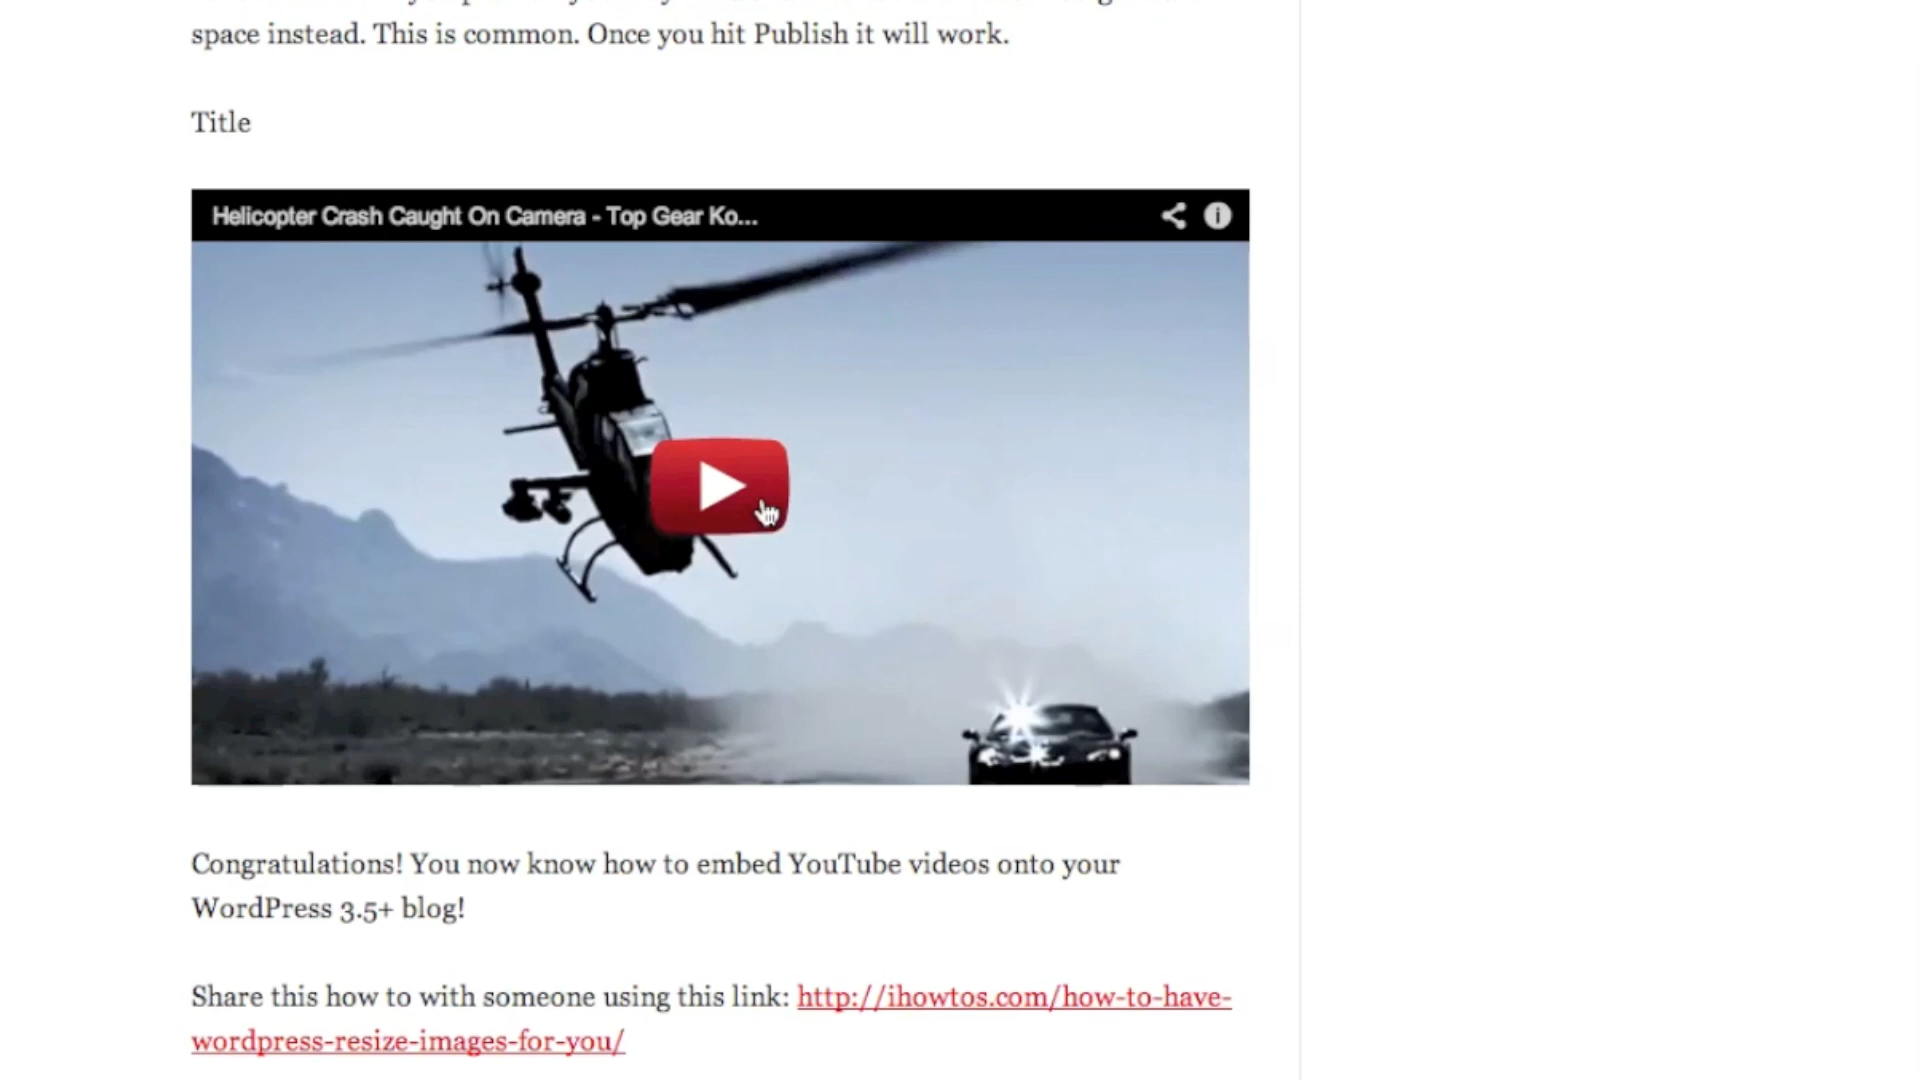 space instead. This is common. Once you hit Publish it will work.
Title
Helicopter Crash Caught On Camera - Top Gear Ko...
Congratulations! You now know how to embed YouTube videos onto your
WordPress 3.5+ blog!
Share this how to with someone using this link: http://ihowtos.com/how-to-have-
wordpress-resize-images-for-you/